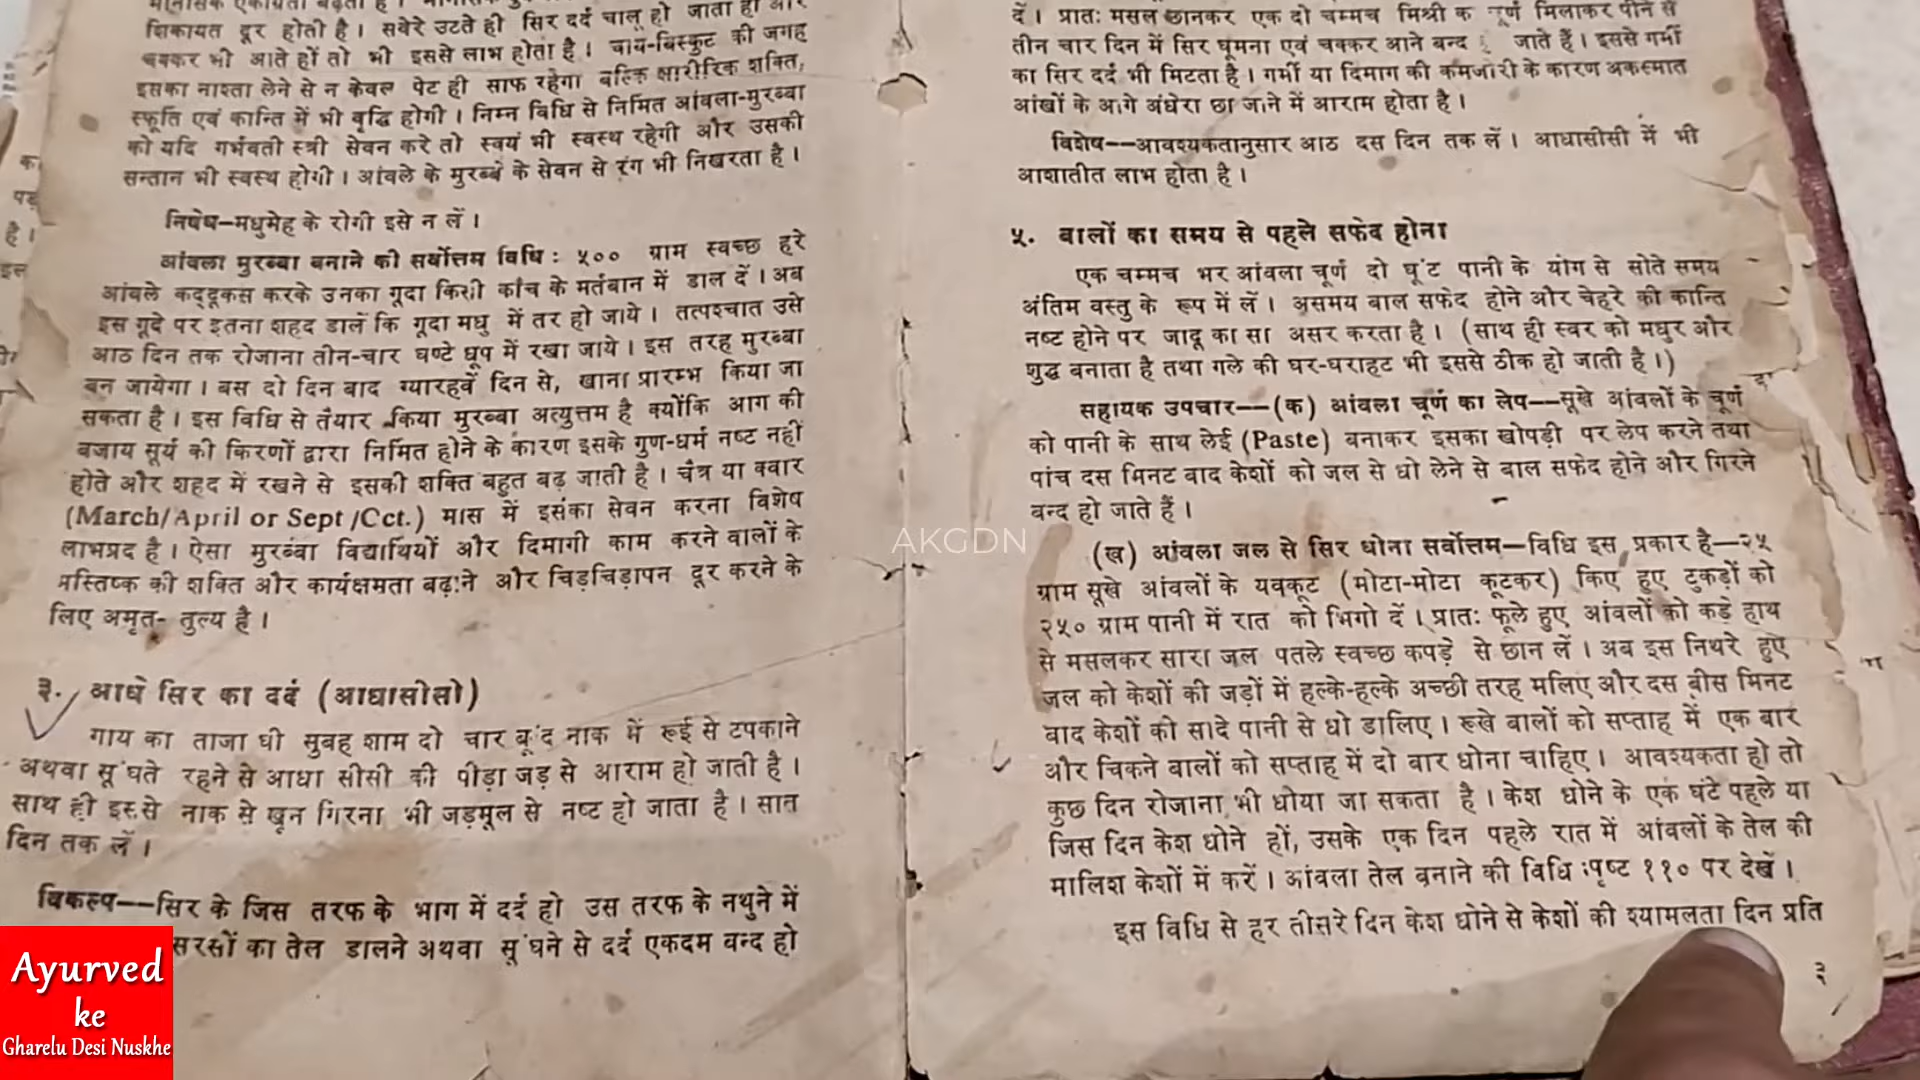 शिकायत दूर होती है। सवेरे उटते ही सिर दर्द चालू हो जाता हो और
चक्कर भी आते हों तो भी इससे लाभ होता है। चाय-बिस्कुट की जगह
इसका नाश्ता लेने से न केवल पेट ही साफ रहेगा बल्कि शारीरिक शक्ति,
स्फूर्ति एवं कान्ति में भी वृद्धि होगी। निम्न विधि से निर्मित आंवला-मुरब्बा
को यदि गर्भवती स्त्री सेवन करे तो स्वयं भी स्वस्थ रहेगी और उसकी
सन्तान भी स्वस्थ होगी। आंवले के मुरब्बे के सेवन से रंग भी निखरता है।
निषेध—मधुमेह के रोगी इसे न लें।
आंवला मुरब्बा बनाने की सर्वोत्तम विधि : ५०० ग्राम स्वच्छ हरे
आंवले कद्दूकस करके उनका गूदा किसी काँच के मर्तबान में डाल दें। अब
इस गूदे पर इतना शहद डालें कि गूदा मधु में तर हो जाये। तत्पश्चात उसे
आठ दिन तक रोजाना तीन-चार घण्टे धूप में रखा जाये। इस तरह मुरब्बा
बन जायेगा। बस दो दिन बाद ग्यारहवें दिन से, खाना प्रारम्भ किया जा
सकता है। इस विधि से तैयार किया मुरब्बा अत्युत्तम है क्योंकि आग की
बजाय सूर्य की किरणों द्वारा निर्मित होने के कारण इसके गुण-धर्म नष्ट नहीं
होते और शहद में रखने से इसकी शक्ति बहुत बढ़ जाती है। चैत्र या क्वार
(March/April or Sept /Cct.) मास में इसका सेवन करना विशेष
लाभप्रद है। ऐसा मुरब्बा विद्यार्थियों और दिमागी काम करने वालों के
मस्तिष्क की शक्ति और कार्यक्षमता बढ़ाने और चिड़चिड़ापन दूर करने के
लिए अमृत- तुल्य है।
३. आधे सिर का दर्द (आधासीसी)
गाय का ताजा घी सुबह शाम दो चार बूंद नाक में रूई से टपकाने
अथवा सूंघते रहने से आधा सीसी की पीड़ा जड़ से आराम हो जाती है।
साथ ही इससे नाक से खून गिरना भी जड़मूल से नष्ट हो जाता है। सात
दिन तक लें।
विकल्प—सिर के जिस तरफ के भाग में दर्द हो उस तरफ के नथुने में
सरसों का तेल डालने अथवा सूंघने से दर्द एकदम बन्द हो
दें। प्रातः मसल छानकर एक दो चम्मच मिश्री क चूर्ण मिलाकर पीने से
तीन चार दिन में सिर घूमना एवं चक्कर आने बन्द जाते हैं। इससे गर्मी
का सिर दर्द भी मिटता है। गर्मी या दिमाग की कमजोरी के कारण अकस्मात
आंखों के आगे अंधेरा छा जाने में आराम होता है।
विशेष—आवश्यकतानुसार आठ दस दिन तक लें। आधासीसी में भी
आशातीत लाभ होता है।
५. बालों का समय से पहले सफेद होना
एक चम्मच भर आंवला चूर्ण दो घूंट पानी के योग से सोते समय
अंतिम वस्तु के रूप में लें। असमय बाल सफेद होने और चेहरे की कान्ति
नष्ट होने पर जादू का सा असर करता है। (साथ ही स्वर को मधुर और
शुद्ध बनाता है तथा गले की घर-घराहट भी इससे ठीक हो जाती है।)
सहायक उपचार—(क) आंवला चूर्ण का लेप—सूखे आंवलों के चूर्ण
को पानी के साथ लेई (Paste) बनाकर इसका खोपड़ी पर लेप करने तथा
पांच दस मिनट बाद केशों को जल से धो लेने से बाल सफेद होने और गिरने
बन्द हो जाते हैं।
AKGDN
(ख) आंवला जल से सिर धोना सर्वोत्तम—विधि इस प्रकार है—२५
ग्राम सूखे आंवलों के यवकूट (मोटा-मोटा कूटकर) किए हुए टुकड़ों को
२५० ग्राम पानी में रात को भिगो दें। प्रातः फूले हुए आंवलों को कड़े हाथ
से मसलकर सारा जल पतले स्वच्छ कपड़े से छान लें। अब इस निथरे हुए
जल को केशों की जड़ों में हल्के-हल्के अच्छी तरह मलिए और दस बीस मिनट
बाद केशों की सादे पानी से धो डालिए। रूखे बालों को सप्ताह में एक बार
और चिकने बालों को सप्ताह में दो बार धोना चाहिए। आवश्यकता हो तो
कुछ दिन रोजाना भी धोया जा सकता है। केश धोने के एक घंटे पहले या
जिस दिन केश धोने हों, उसके एक दिन पहले रात में आंवलों के तेल की
मालिश केशों में करें। आंवला तेल बनाने की विधि :पृष्ट ११० पर देखें।
इस विधि से हर तीसरे दिन केश धोने से केशों की श्यामलता दिन प्रति
३
Ayurved
ke
Gharelu Desi Nuskhe